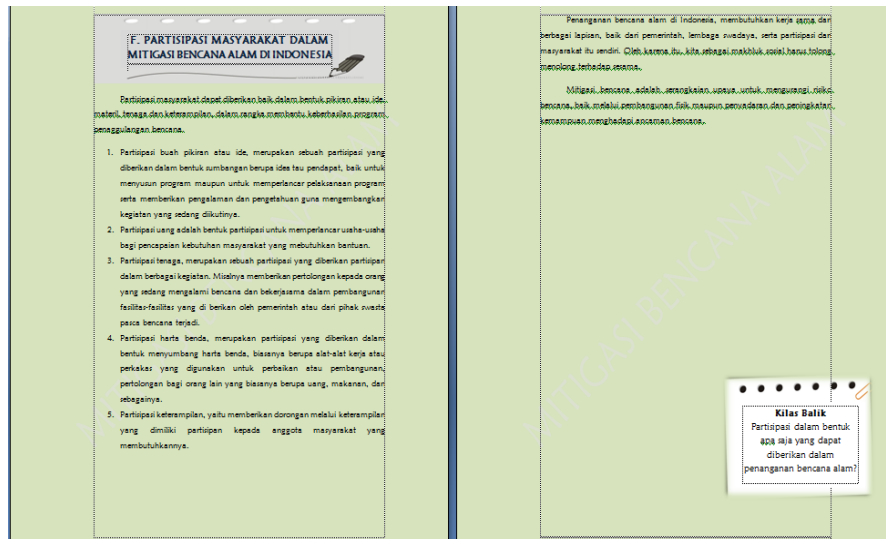 F. PARTISIPASI MASYARAKAT DALAM
MITIGASI BENCANA ALAM DI INDONESIA
Partisipasi masyarakat dapat diberikan baik dalam bentuk pikiran atau ide,
materil, tenaga dan keterampilan, dalam rangka membantu keberhasilan program
penaggulangan bencana.
1. Partisipasi buah pikiran atau ide, merupakan sebuah partisipasi yang
diberikan dalam bentuk sumbangan berupa idea tau pendapat, baik untuk
menyusun program maupun untuk memperlancar pelaksanaan program
serta memberikan pengalaman dan pengetahuan guna mengembangkan
kegiatan yang sedang diikutinya.
2. Partisipasi uang adalah bentuk partisipasi untuk memperlancar usaha-usaha
bagi pencapaian kebutuhan masyarakat yang mebutuhkan bantuan.
3. Partisipasi tenaga, merupakan sebuah partisipasi yang diberikan partisipan
dalam berbagai kegiatan. Misalnya memberikan pertolongan kepada orang
yang sedang mengalami bencana dan bekerjasama dalam pembangunan
fasilitas-fasilitas yang di berikan oleh pemerintah atau dari pihak swasta
pasca bencana terjadi.
4. Partisipasi harta benda, merupakan partisipasi yang diberikan dalam
bentuk menyumbang harta benda, biasanya berupa alat-alat kerja atau
perkakas yang digunakan untuk perbaikan atau pembangunan,
pertolongan bagi orang lain yang biasanya berupa uang, makanan, dan
sebagainya.
5. Partisipasi keterampilan, yaitu memberikan dorongan melalui keterampilan
yang dimiliki partisipan kepada anggota masyarakat yang
membutuhkannya.
Penanganan bencana alam di Indonesia, membutuhkan kerja sama dar
berbagai lapisan, baik dari pemerintah, lembaga swadaya, serta partisipasi dar
masyarakat itu sendiri. Oleh karena itu, kita sebagai makhluk sosial harus tolong
menolong terhadap sesama.
Mitigasi bencana adalah serangkaian upaya untuk mengurangi risiko
bencana, baik melalui pembangunan fisik maupun penyadaran dan peningkatan
kemampuan menghadapi ancaman bencana.
MITIGASI BENCANA ALAM
Kilas Balik
Partisipasi dalam bentuk
apa saja yang dapat
diberikan dalam
penanganan bencana alam?